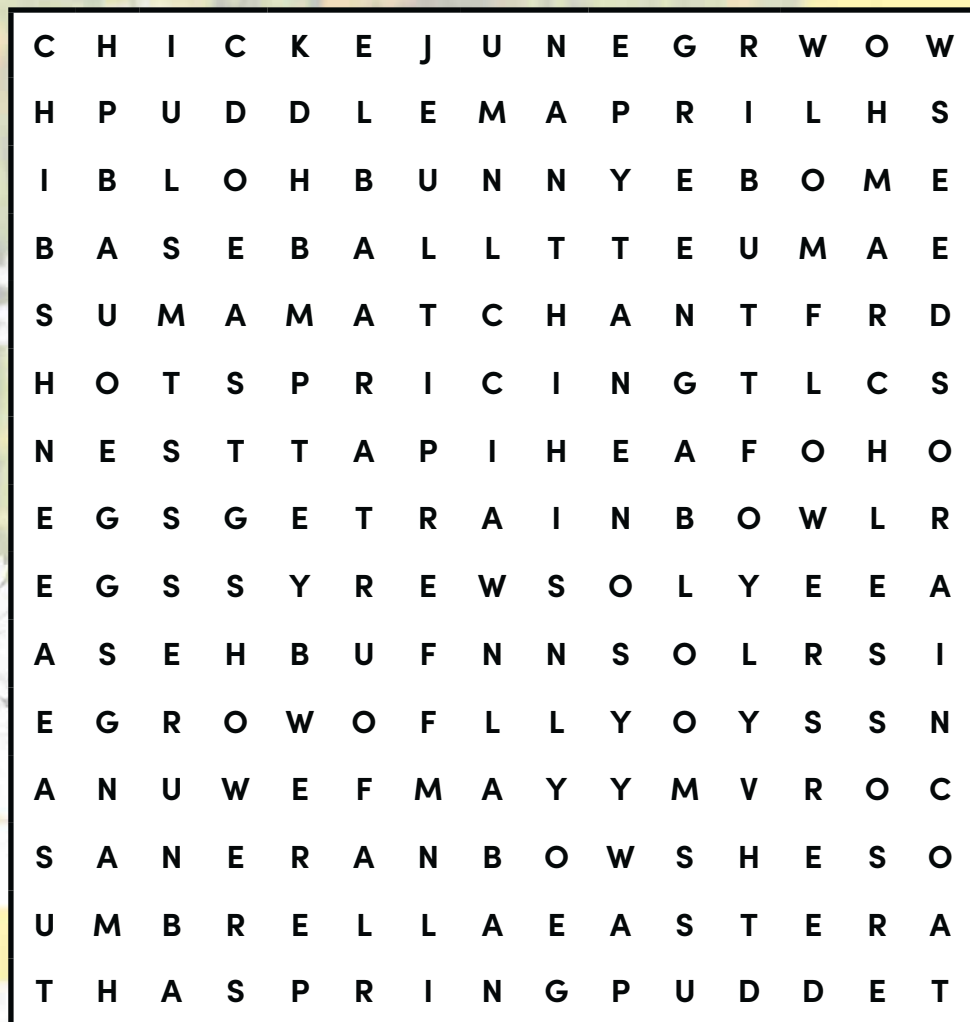 C H I C K E J U N E G R W O W
H P U D D L E M A P R I L H S
I B L O H B U N N Y E B O M E
B A S E B A L L T T E U M A E
S U M A M A T C H A N T F R D
H O T S P R I C I N G T L C S
N E S T T A P I H E A F O H O
E G S G E T R A I N B O W L R
E G S S Y R E W S O L Y E E A
A S E H B U F N N S O L R S I
E G R O W O F L L Y O Y S S N
A N U W E F M A Y Y M V R O C
S A N E R A N B O W S H E S O
U M B R E L L A E A S T E R A
T H A S P R I N G P U D D E T